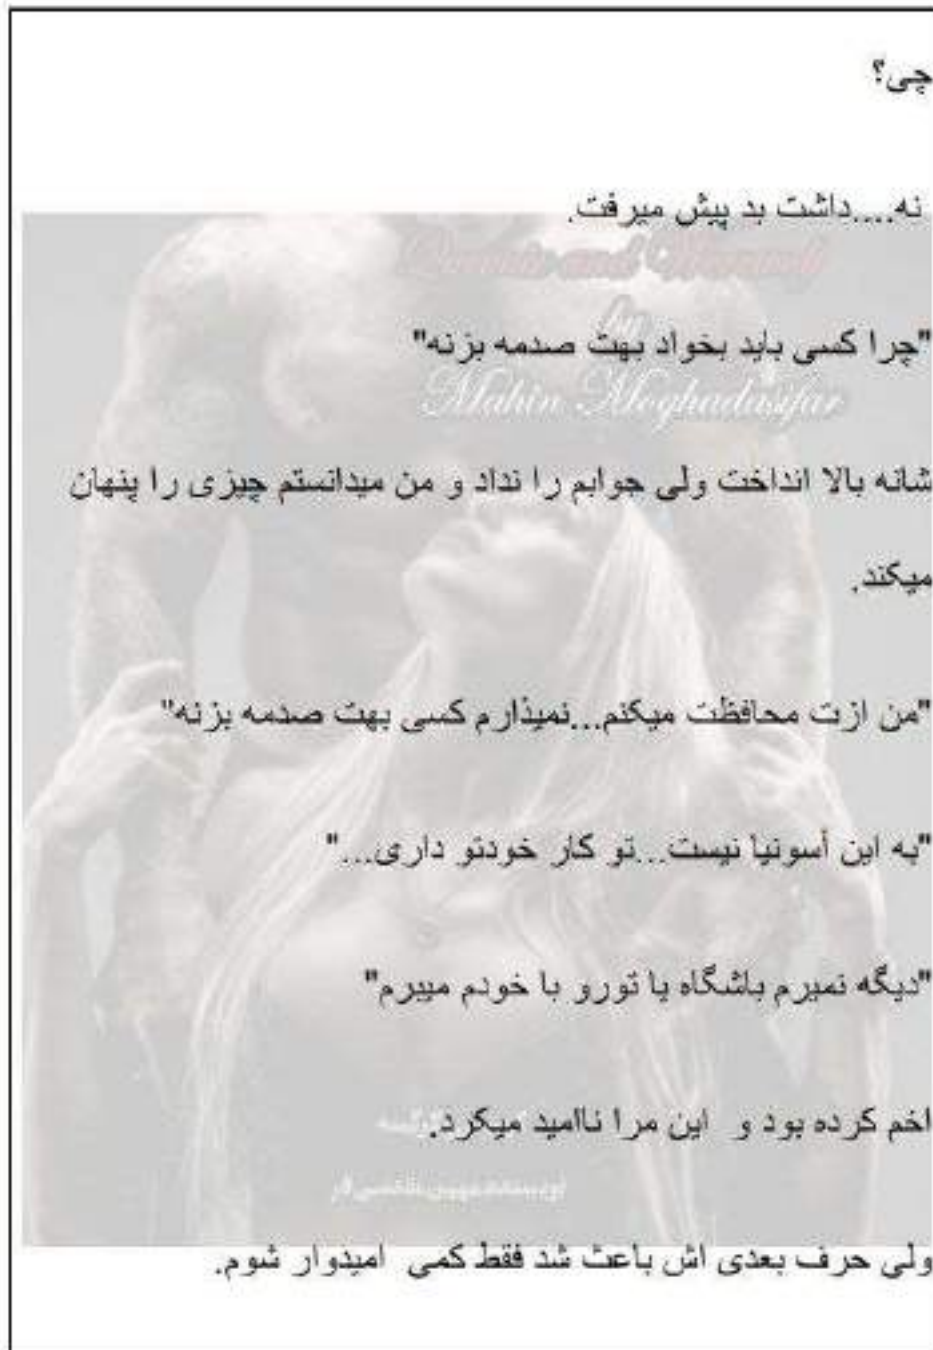 چی؟
نه....داشت بد پیش میرفت.
and
by
"چرا کسی باید بخواد بهت صدمه بزنه"
Mahin Moghadasifar
شانه بالا انداخت ولی جوابم را نداد و من میدانستم چیزی را پنهان
میکند.
"من ازت محافظت میکنم...نمیذارم کسی بهت صدمه بزنه"
"به این آسونیا نیست...تو کار خودتو داری..."
"دیگه نمیرم باشگاه یا تورو با خودم میبرم"
اخم کرده بود و این مرا ناامید میکرد.
ولی حرف بعدی اش باعث شد فقط کمی امیدوار شوم.